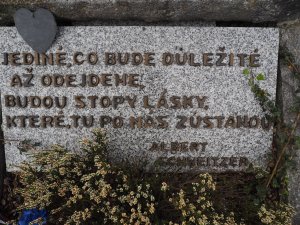 JEDINÉ, CO BUDE DŮLEŽITÉ
AŽ ODEJDEME,
BUDOU STOPY LÁSKY,
KTERÉ, TU PO NÁS, ZŮSTANOU
ALBERT
SCHWEITZER